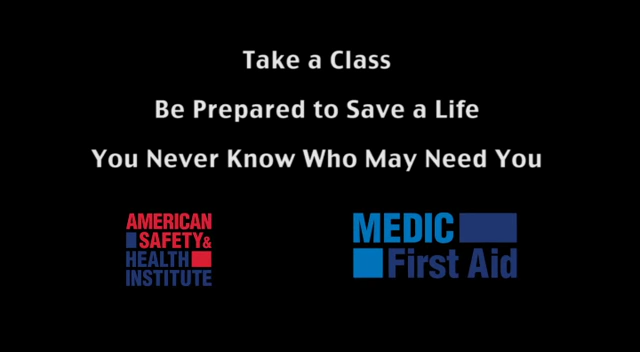 Take a Class
Be Prepared to Save a Life
You Never Know Who May Need You
AMERICAN
SAFETY&
HEALTH
INSTITUTE
MEDIC
First Aid